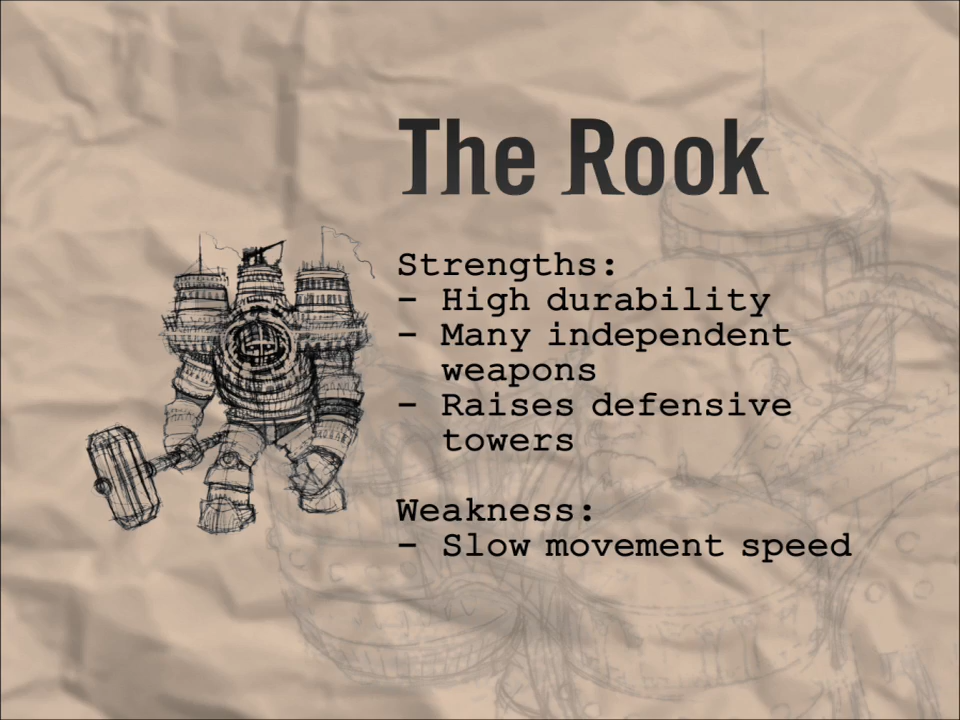 The Rook
Strengths:
- High durability
- Many independent
weapons
- Raises defensive
towers
Weakness:
- Slow movement speed